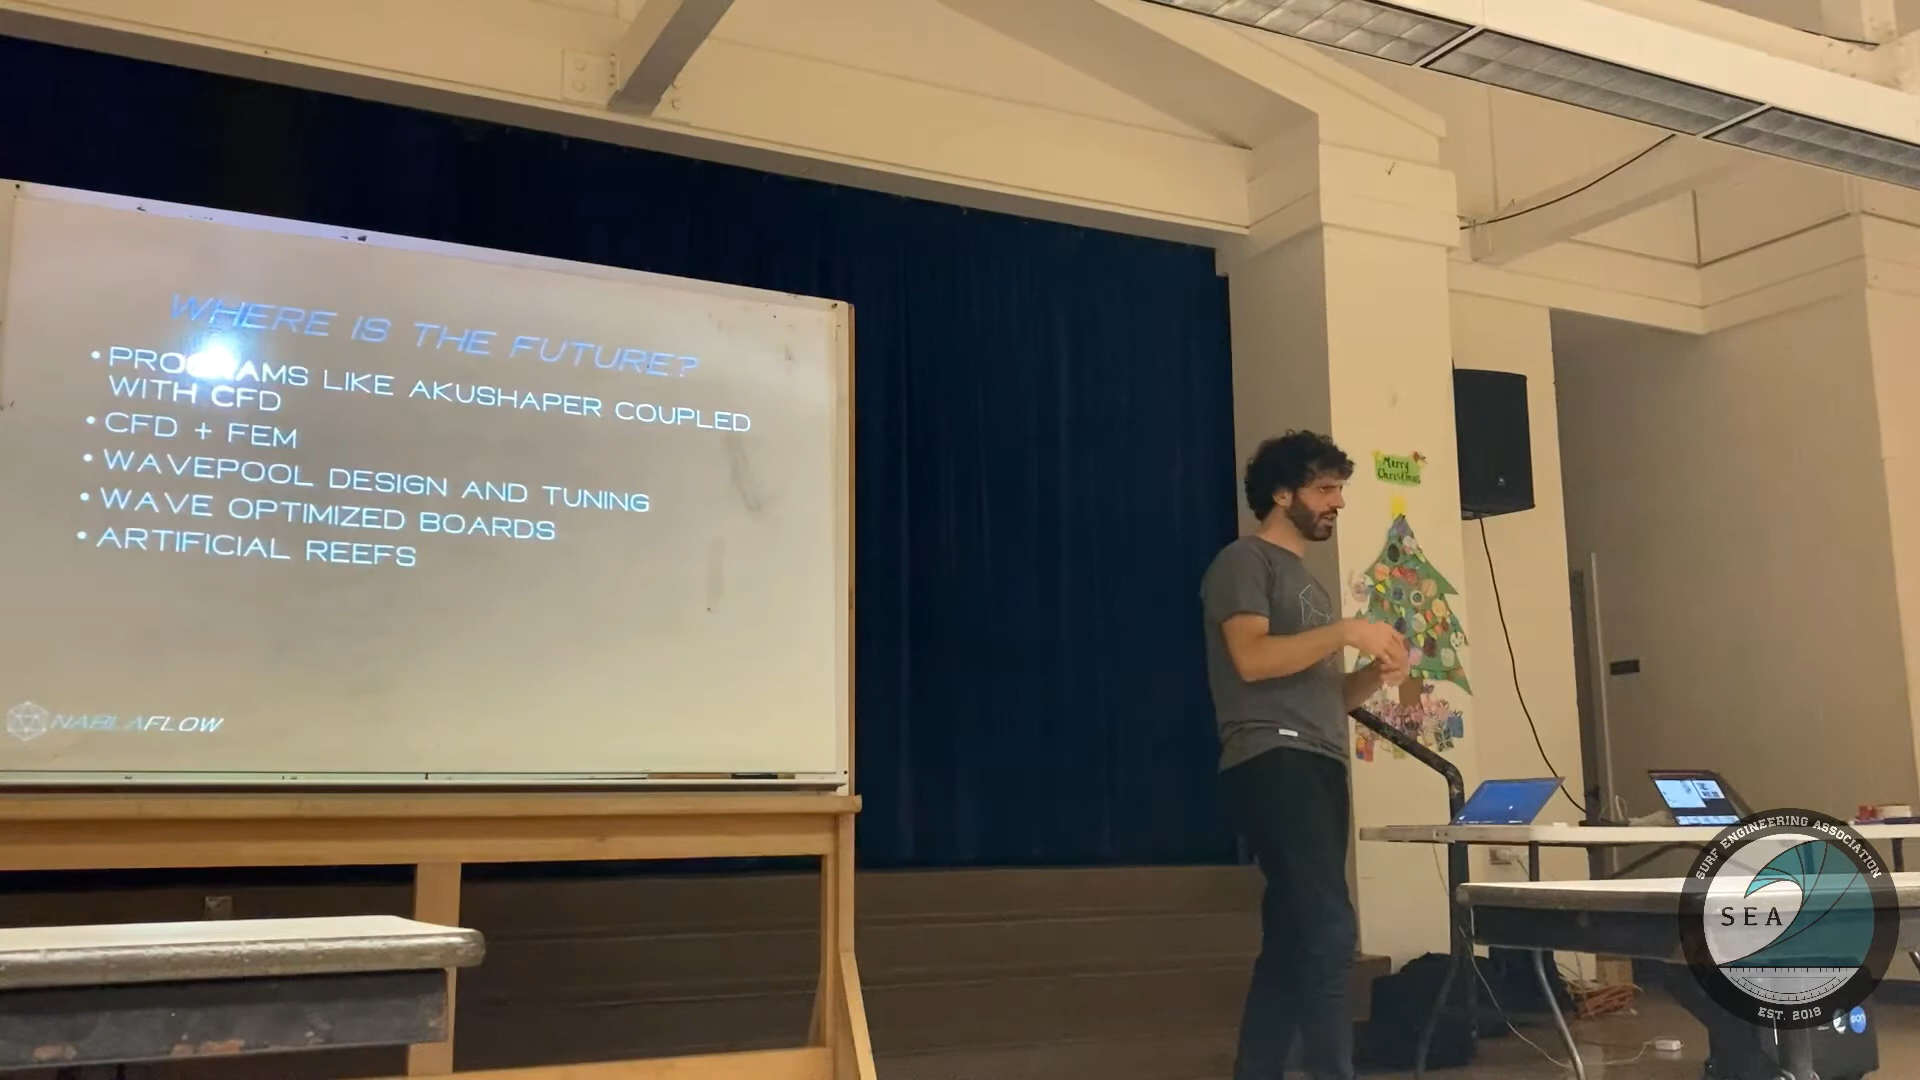 WHERE IS THE FUTURE?
• PROGRAMS LIKE AKUSHAPER COUPLED
WITH CFD
• CFD + FEM
• WAVEPOOL DESIGN AND TUNING
• WAVE OPTIMIZED BOARDS
• ARTIFICIAL REEFS
NABLAFLOW
Merry
Christmas
SURF ENGINEERING ASSOCIATION
SEA
EST. 2019